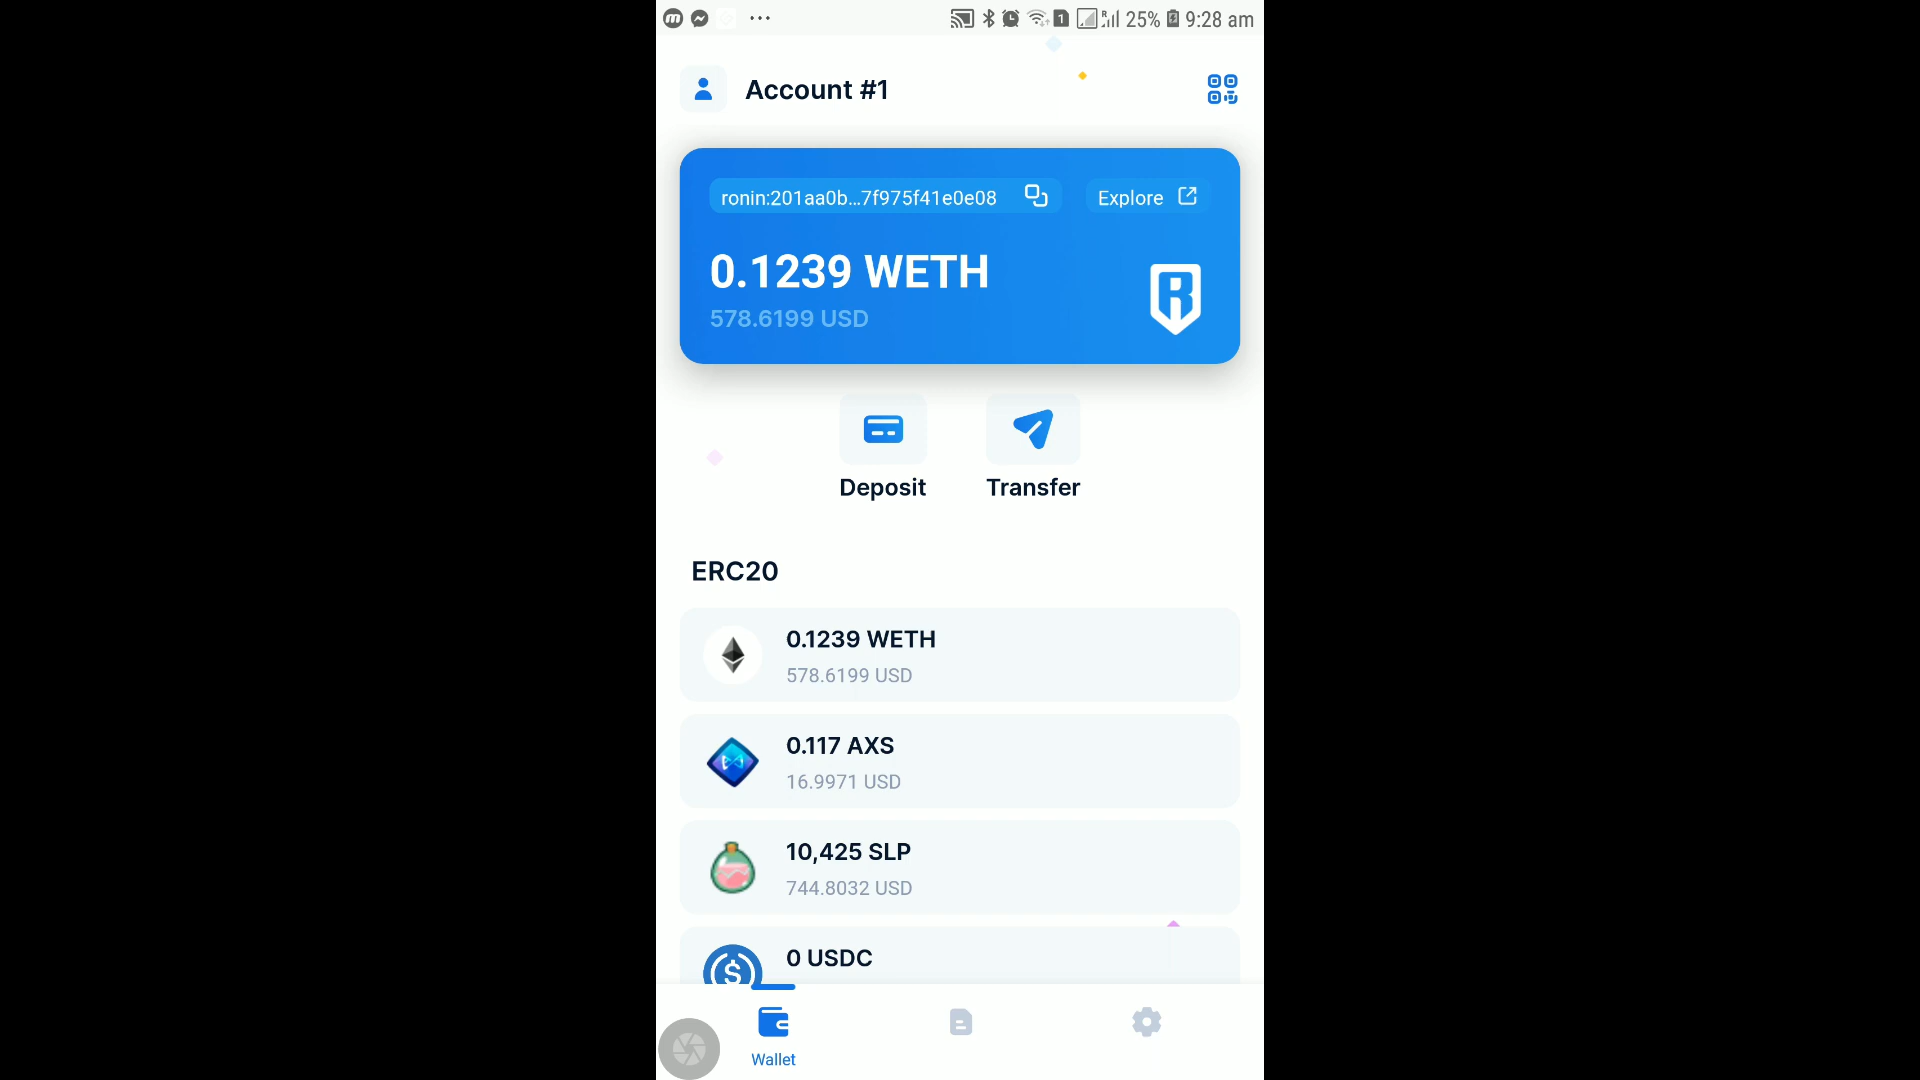 25% 9:28 am
Account #1
ronin:201aa0b...7f975f41e0e08 Explore
0.1239 WETH
578.6199 USD
Deposit Transfer
ERC20
0.1239 WETH
578.6199 USD
0.117 AXS
16.9971 USD
10,425 SLP
744.8032 USD
0 USDC
Wallet